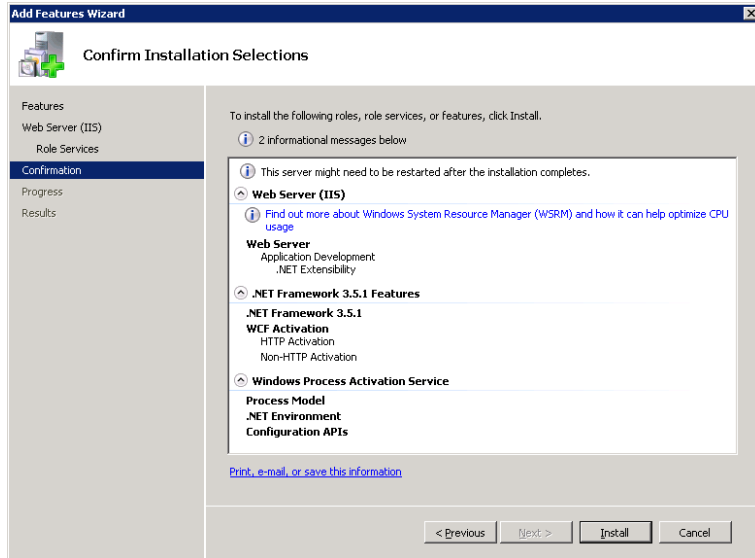 Add Features Wizard
Confirm Installation Selections
Features
Web Server (IIS)
Role Services
Confirmation
Progress
Results
To install the following roles, role services, or features, click Install.
2 informational messages below
This server might need to be restarted after the installation completes.
Web Server (IIS)
Find out more about Windows System Resource Manager (WSRM) and how it can help optimize CPU
usage
Web Server
Application Development
.NET Extensibility
.NET Framework 3.5.1 Features
.NET Framework 3.5.1
WCF Activation
HTTP Activation
Non-HTTP Activation
Windows Process Activation Service
Process Model
.NET Environment
Configuration APIs
Print, e-mail, or save this information
< Previous
Next >
Install
Cancel